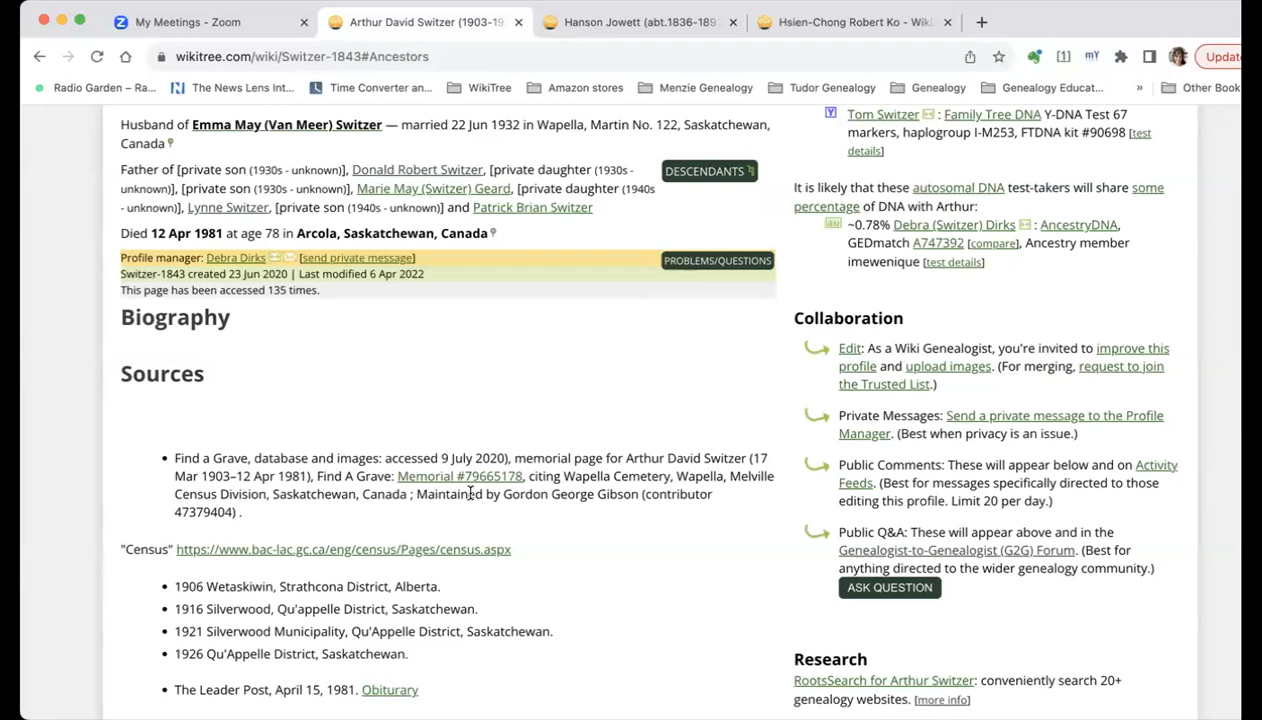 My Meetings - Zoom
Arthur David Switzer (1903-19
Hanson Jowett (abt.1836-189
Hsien-Chong Robert Ko - Wiki
wikitree.com/wiki/Switzer-1843#Ancestors
Update
Radio Garden – Ra...
The News Lens Int...
Time Converter an...
WikiTree
Amazon stores
Menzie Genealogy
Tudor Genealogy
Genealogy
Genealogy Educat...
»
Other Book
Husband of Emma May (Van Meer) Switzer — married 22 Jun 1932 in Wapella, Martin No. 122, Saskatchewan,
Canada
Father of [private son (1930s - unknown)], Donald Robert Switzer, [private daughter (1930s -
unknown)], [private son (1930s - unknown)], Marie May (Switzer) Geard, [private daughter (1940s
- unknown)], Lynne Switzer, [private son (1940s - unknown)] and Patrick Brian Switzer
DESCENDANTS
Died 12 Apr 1981 at age 78 in Arcola, Saskatchewan, Canada
Profile manager: Debra Dirks [send private message]
PROBLEMS/QUESTIONS
Switzer-1843 created 23 Jun 2020 | Last modified 6 Apr 2022
This page has been accessed 135 times.
Biography
Sources
• Find a Grave, database and images: accessed 9 July 2020), memorial page for Arthur David Switzer (17
Mar 1903–12 Apr 1981), Find A Grave: Memorial #79665178, citing Wapella Cemetery, Wapella, Melville
Census Division, Saskatchewan, Canada ; Maintained by Gordon George Gibson (contributor
47379404) .
"Census" https://www.bac-lac.gc.ca/eng/census/Pages/census.aspx
• 1906 Wetaskiwin, Strathcona District, Alberta.
• 1916 Silverwood, Qu'appelle District, Saskatchewan.
• 1921 Silverwood Municipality, Qu'Appelle District, Saskatchewan.
• 1926 Qu'Appelle District, Saskatchewan.
• The Leader Post, April 15, 1981. Obiturary
Y Tom Switzer : Family Tree DNA Y-DNA Test 67
markers, haplogroup I-M253, FTDNA kit #90698 [test
details]
It is likely that these autosomal DNA test-takers will share some
percentage of DNA with Arthur:
au ~0.78% Debra (Switzer) Dirks : AncestryDNA,
GEDmatch A747392 [compare], Ancestry member
imewenique [test details]
Collaboration
Edit: As a Wiki Genealogist, you're invited to improve this
profile and upload images. (For merging, request to join
the Trusted List.)
Private Messages: Send a private message to the Profile
Manager. (Best when privacy is an issue.)
Public Comments: These will appear below and on Activity
Feeds. (Best for messages specifically directed to those
editing this profile. Limit 20 per day.)
Public Q&A: These will appear above and in the
Genealogist-to-Genealogist (G2G) Forum. (Best for
anything directed to the wider genealogy community.)
ASK QUESTION
Research
RootsSearch for Arthur Switzer: conveniently search 20+
genealogy websites. [more info]